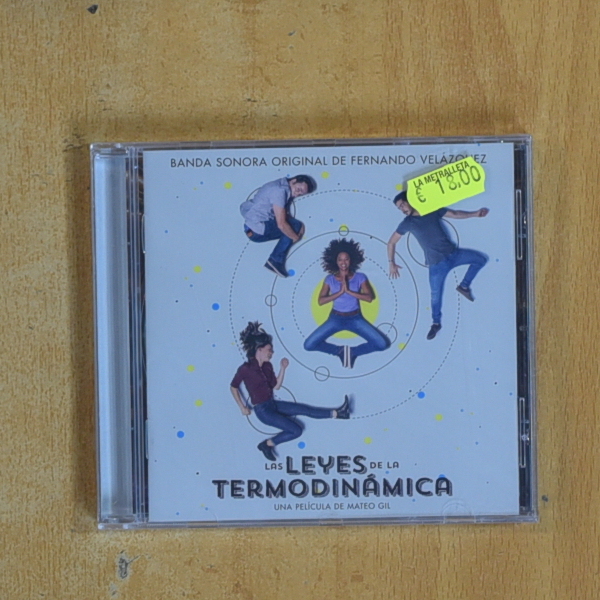 BANDA SONORA ORIGINAL DE FERNANDO VELÁZQUEZ
LA METRALLETA
€ 18.00
LAS LEYES DE LA
TERMODINÁMICA
UNA PELÍCULA DE MATEO GIL